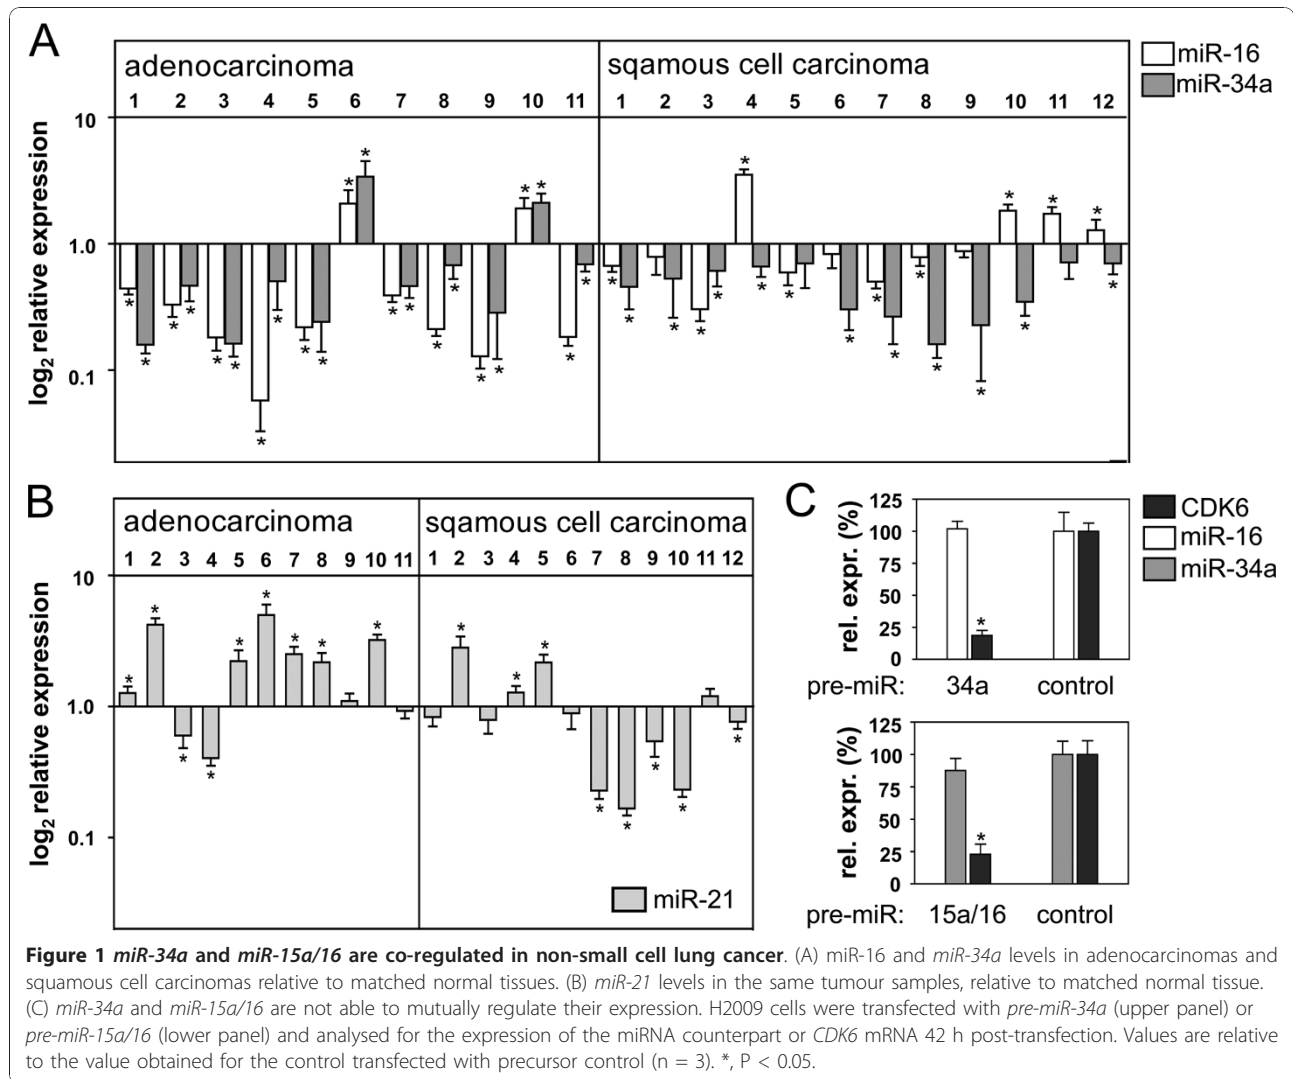 A
adenocarcinoma
sqamous cell carcinoma
miR-16
miR-34a
1 2 3 4 5 6 7 8 9 10 11
1 2 3 4 5 6 7 8 9 10 11 12
log2 relative expression
10
1.0
0.1
* * * * * * * * * * * * * * * * * * * * * *
* * * * * * * * * * * * * * * * * * *
B
adenocarcinoma
sqamous cell carcinoma
1 2 3 4 5 6 7 8 9 10 11
1 2 3 4 5 6 7 8 9 10 11 12
log2 relative expression
10
1.0
0.1
* * * * * * * * *
* * * * * * * *
miR-21
C
CDK6
miR-16
miR-34a
rel. expr. (%)
125
100
75
50
25
0
*
pre-miR: 34a control
rel. expr. (%)
125
100
75
50
25
0
*
pre-miR: 15a/16 control
Figure 1 miR-34a and miR-15a/16 are co-regulated in non-small cell lung cancer. (A) miR-16 and miR-34a levels in adenocarcinomas and
squamous cell carcinomas relative to matched normal tissues. (B) miR-21 levels in the same tumour samples, relative to matched normal tissue.
(C) miR-34a and miR-15a/16 are not able to mutually regulate their expression. H2009 cells were transfected with pre-miR-34a (upper panel) or
pre-miR-15a/16 (lower panel) and analysed for the expression of the miRNA counterpart or CDK6 mRNA 42 h post-transfection. Values are relative
to the value obtained for the control transfected with precursor control (n = 3). *, P < 0.05.